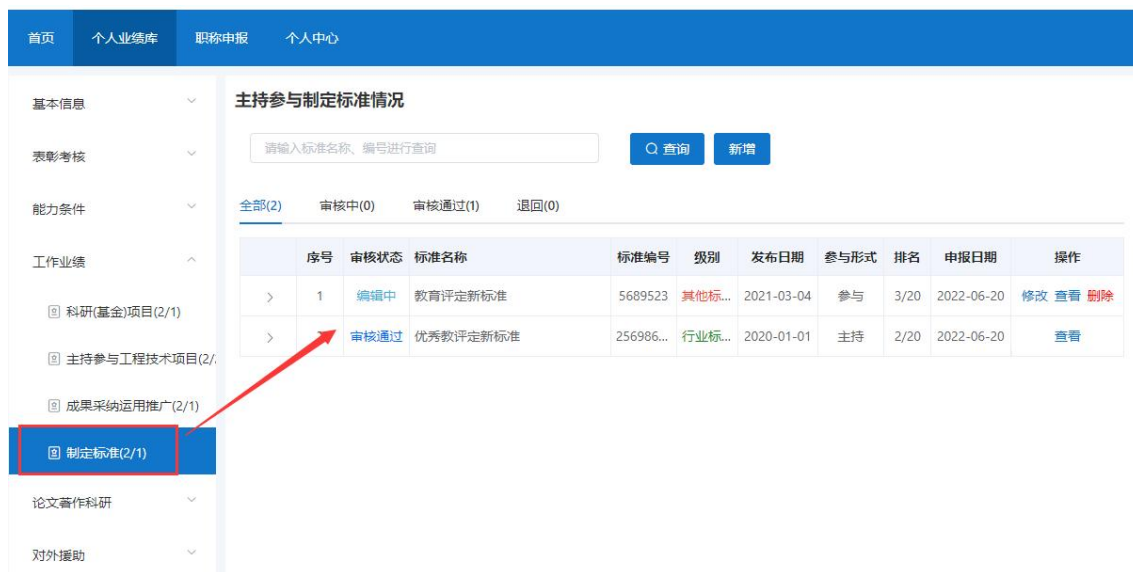 首页 个人业绩库 职称申报 个人中心
基本信息
表彰考核
能力条件
工作业绩
科研(基金)项目(2/1)
主持参与工程技术项目(2/
成果采纳运用推广(2/1)
制定标准(2/1)
论文著作科研
对外援助
主持参与制定标准情况
请输入标准名称、编号进行查询 查询 新增
全部(2) 审核中(0) 审核通过(1) 退回(0)
序号 审核状态 标准名称 标准编号 级别 发布日期 参与形式 排名 申报日期 操作
1 编辑中 教育评定新标准 5689523 其他标... 2021-03-04 参与 3/20 2022-06-20 修改 查看 删除
审核通过 优秀教评定新标准 256986... 行业标... 2020-01-01 主持 2/20 2022-06-20 查看